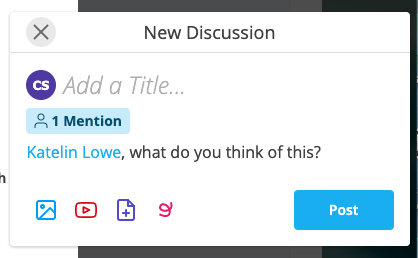 New Discussion
CS
Add a Title...
1 Mention
Katelin Lowe, what do you think of this?
h
Post